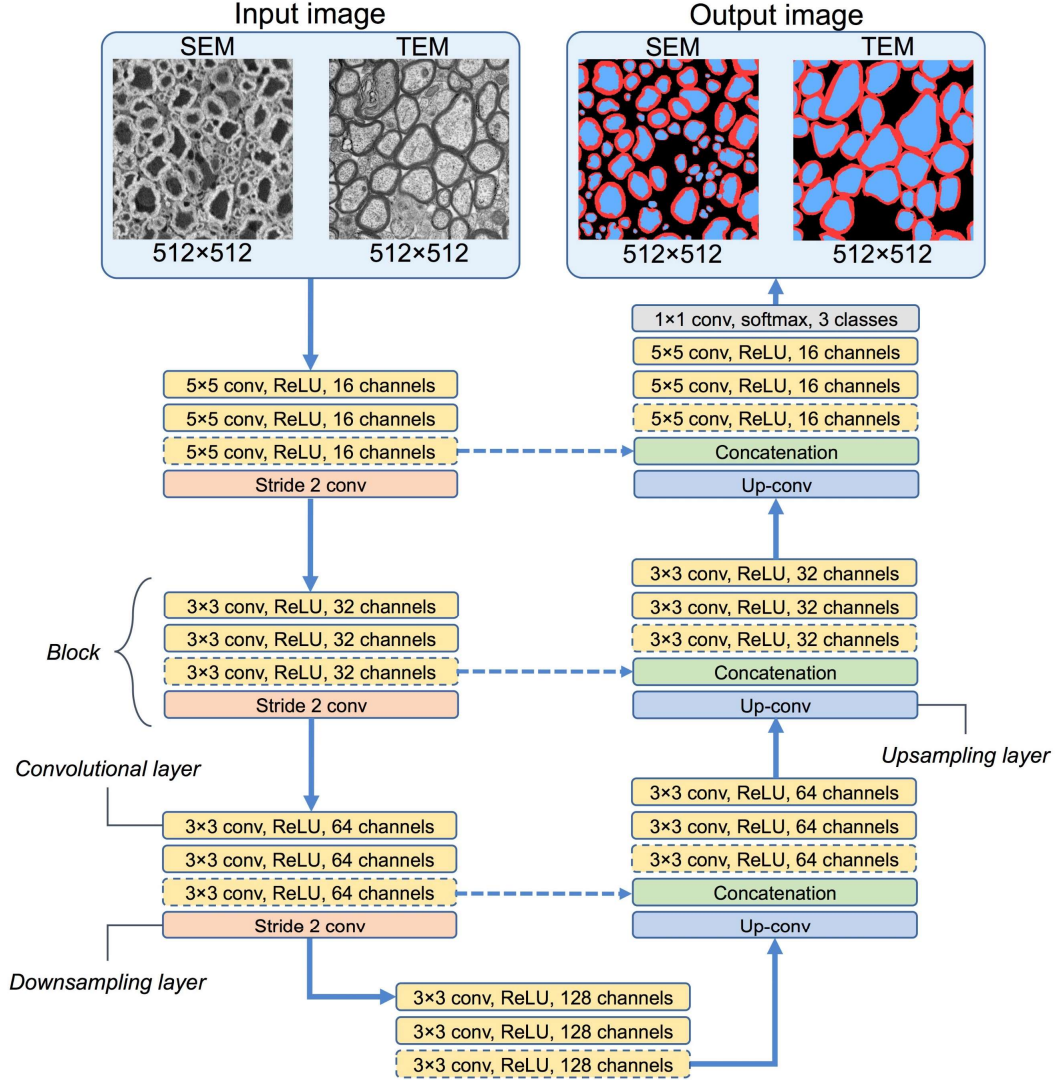 Input image
SEM
TEM
512×512
512×512
5×5 conv, ReLU, 16 channels
5×5 conv, ReLU, 16 channels
5×5 conv, ReLU, 16 channels
Stride 2 conv
Block
3×3 conv, ReLU, 32 channels
3×3 conv, ReLU, 32 channels
3×3 conv, ReLU, 32 channels
Stride 2 conv
Convolutional layer
3×3 conv, ReLU, 64 channels
3×3 conv, ReLU, 64 channels
3×3 conv, ReLU, 64 channels
Stride 2 conv
Downsampling layer
3×3 conv, ReLU, 128 channels
3×3 conv, ReLU, 128 channels
3×3 conv, ReLU, 128 channels
Output image
SEM
TEM
512×512
512×512
1×1 conv, softmax, 3 classes
5×5 conv, ReLU, 16 channels
5×5 conv, ReLU, 16 channels
5×5 conv, ReLU, 16 channels
Concatenation
Up-conv
3×3 conv, ReLU, 32 channels
3×3 conv, ReLU, 32 channels
3×3 conv, ReLU, 32 channels
Concatenation
Up-conv
Upsampling layer
3×3 conv, ReLU, 64 channels
3×3 conv, ReLU, 64 channels
3×3 conv, ReLU, 64 channels
Concatenation
Up-conv